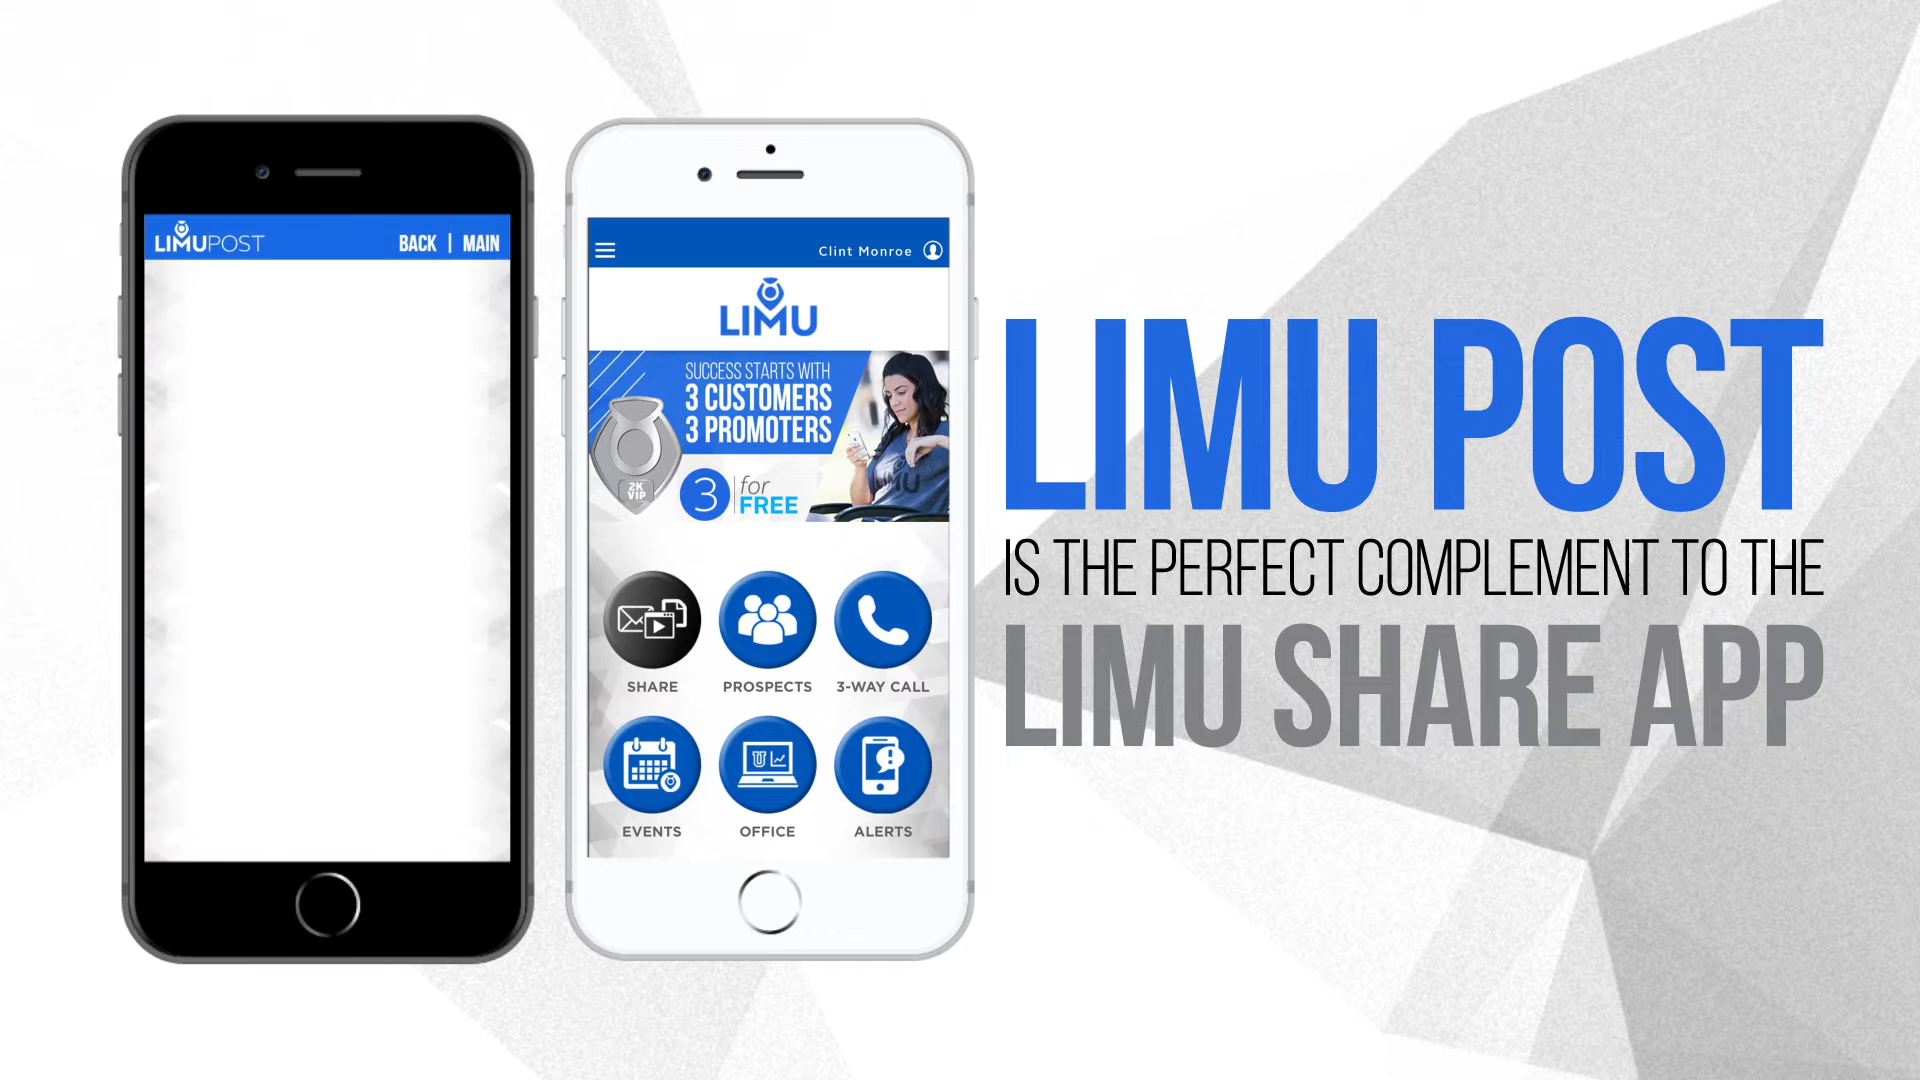 LIMUPOST BACK | MAIN
Clint Monroe
LIMU
SUCCESS STARTS WITH
3 CUSTOMERS
3 PROMOTERS
2K
VIP
3 for
FREE
LIMU
SHARE PROSPECTS 3-WAY CALL
EVENTS OFFICE ALERTS
LIMU POST
IS THE PERFECT COMPLEMENT TO THE
LIMU SHARE APP